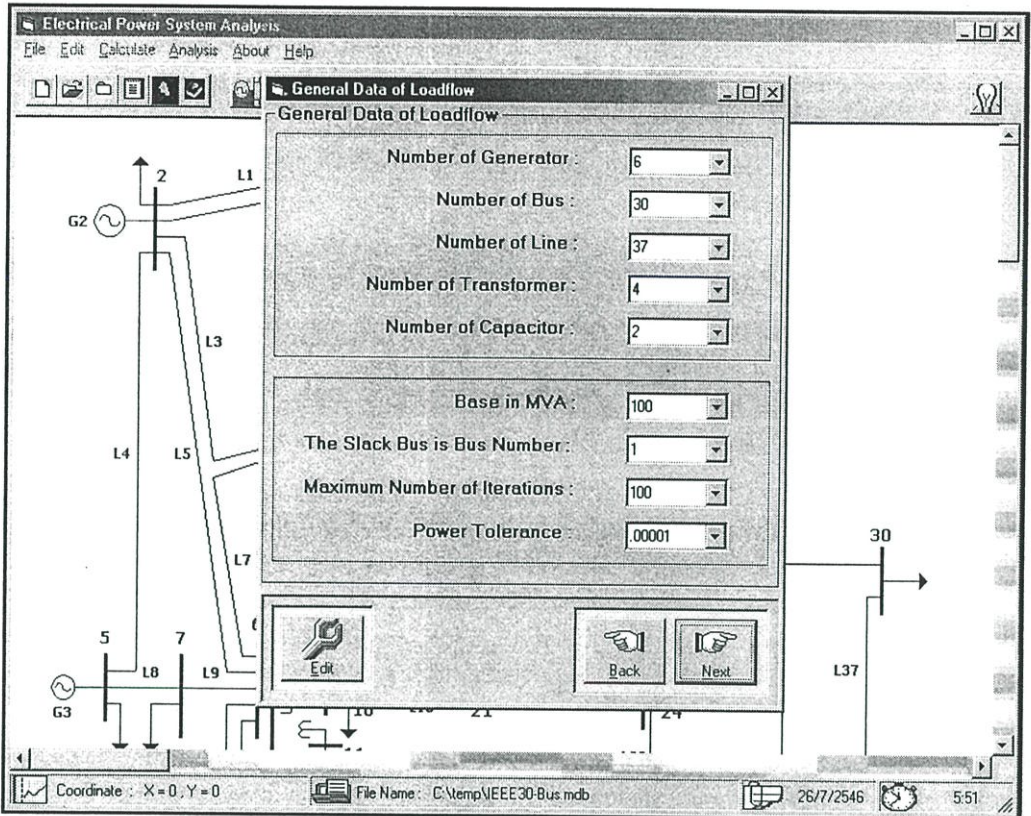 Electrical Power System Analysis
File Edit Calculate Analysis About Help
General Data of Loadflow
General Data of Loadflow
Number of Generator : 6
Number of Bus : 30
Number of Line : 37
Number of Transformer : 4
Number of Capacitor : 2
Base in MVA : 100
The Slack Bus is Bus Number : 1
Maximum Number of Iterations : 100
Power Tolerance : .00001
Edit
Back
Next
2
L1
G2
L3
L4
L5
L7
30
5
7
L8
L9
G3
L37
21
24
Coordinate : X = 0 , Y = 0
File Name : C:\temp\IEEE30-Bus.mdb
26/7/2546
5:51